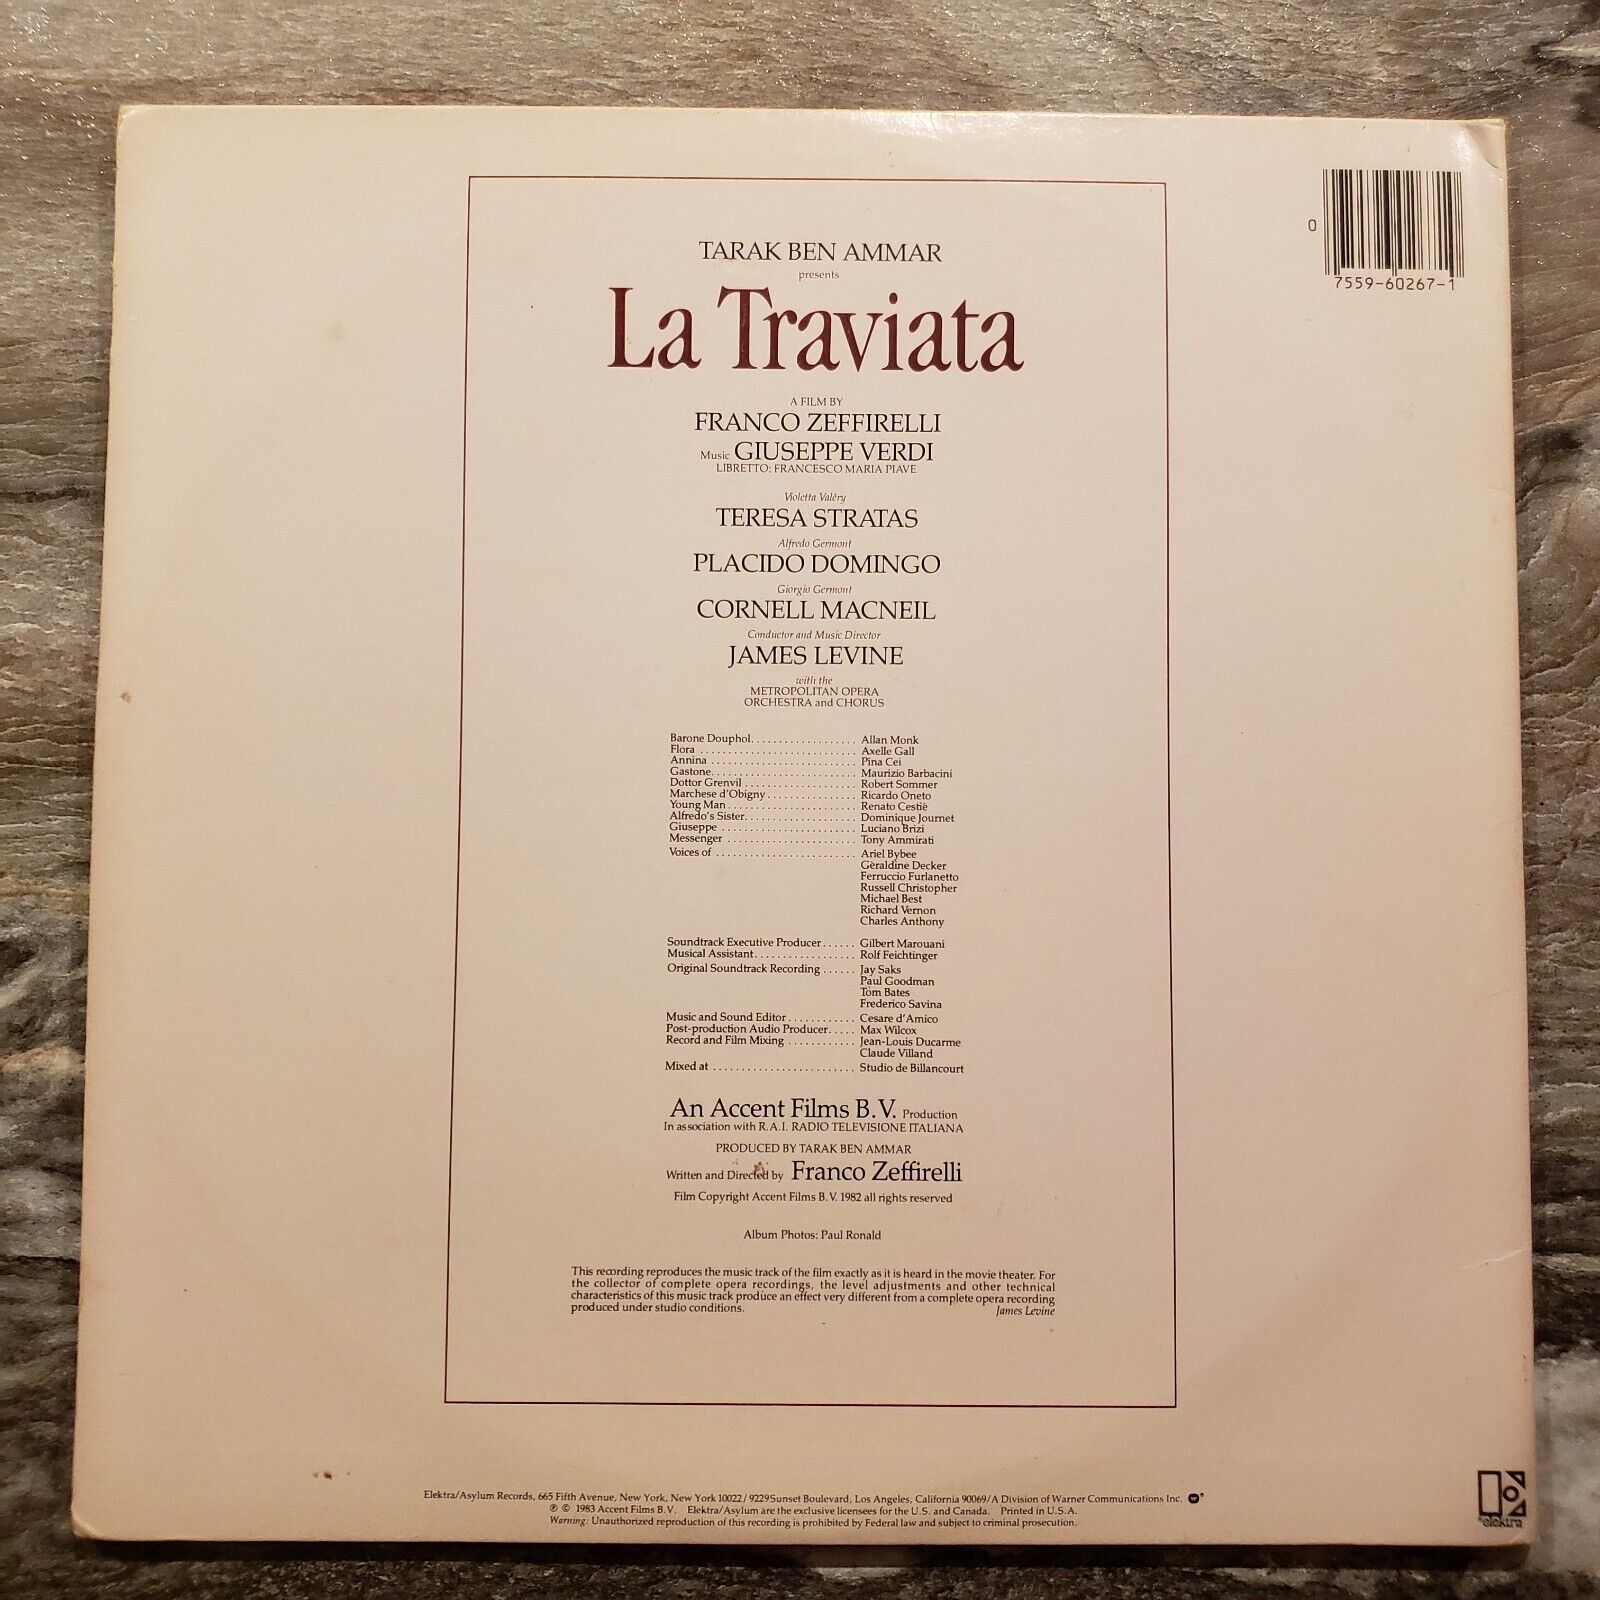 0
7559-60267-1
TARAK BEN AMMAR
presents
La Traviata
A FILM BY
FRANCO ZEFFIRELLI
Music GIUSEPPE VERDI
LIBRETTO: FRANCESCO MARIA PIAVE
Violetta Valéry
TERESA STRATAS
Alfredo Germont
PLACIDO DOMINGO
Giorgio Germont
CORNELL MACNEIL
Conductor and Music Director
JAMES LEVINE
with the
METROPOLITAN OPERA
ORCHESTRA and CHORUS
Barone Douphol. . . . . . . . . . . . . . . . . . . Allan Monk
Flora . . . . . . . . . . . . . . . . . . . . . . . . . . . . Axelle Gall
Annina . . . . . . . . . . . . . . . . . . . . . . . . . . Pina Cei
Gastone. . . . . . . . . . . . . . . . . . . . . . . . . . Maurizio Barbacini
Dottor Grenvil . . . . . . . . . . . . . . . . . . . . Robert Sommer
Marchese d'Obigny . . . . . . . . . . . . . . . . Ricardo Oneto
Young Man . . . . . . . . . . . . . . . . . . . . . . . Renato Cestiè
Alfredo's Sister. . . . . . . . . . . . . . . . . . . . Dominique Journet
Giuseppe . . . . . . . . . . . . . . . . . . . . . . . . Luciano Brizi
Messenger . . . . . . . . . . . . . . . . . . . . . . . Tony Ammirati
Voices of . . . . . . . . . . . . . . . . . . . . . . . . . Ariel Bybee
Geraldine Decker
Ferruccio Furlanetto
Russell Christopher
Michael Best
Richard Vernon
Charles Anthony
Soundtrack Executive Producer . . . . . . Gilbert Marouani
Musical Assistant. . . . . . . . . . . . . . . . . . Rolf Feichtinger
Original Soundtrack Recording . . . . . . Jay Saks
Paul Goodman
Tom Bates
Frederico Savina
Music and Sound Editor . . . . . . . . . . . . Cesare d'Amico
Post-production Audio Producer. . . . . Max Wilcox
Record and Film Mixing . . . . . . . . . . . . Jean-Louis Ducarme
Claude Villand
Mixed at . . . . . . . . . . . . . . . . . . . . . . . . . Studio de Billancourt
An Accent Films B.V. Production
In association with R.A.I. RADIO TELEVISIONE ITALIANA
PRODUCED BY TARAK BEN AMMAR
Written and Directed by Franco Zeffirelli
Film Copyright Accent Films B.V. 1982 all rights reserved
Album Photos: Paul Ronald
This recording reproduces the music track of the film exactly as it is heard in the movie theater. For
the collector of complete opera recordings, the level adjustments and other technical
characteristics of this music track produce an effect very different from a complete opera recording
produced under studio conditions. James Levine
Elektra/Asylum Records, 665 Fifth Avenue, New York, New York 10022 / 9229 Sunset Boulevard, Los Angeles, California 90069/A Division of Warner Communications Inc.
℗ © 1983 Accent Films B.V. Elektra/Asylum are the exclusive licensees for the U.S. and Canada. Printed in U.S.A.
Warning: Unauthorized reproduction of this recording is prohibited by Federal law and subject to criminal prosecution.
elektra